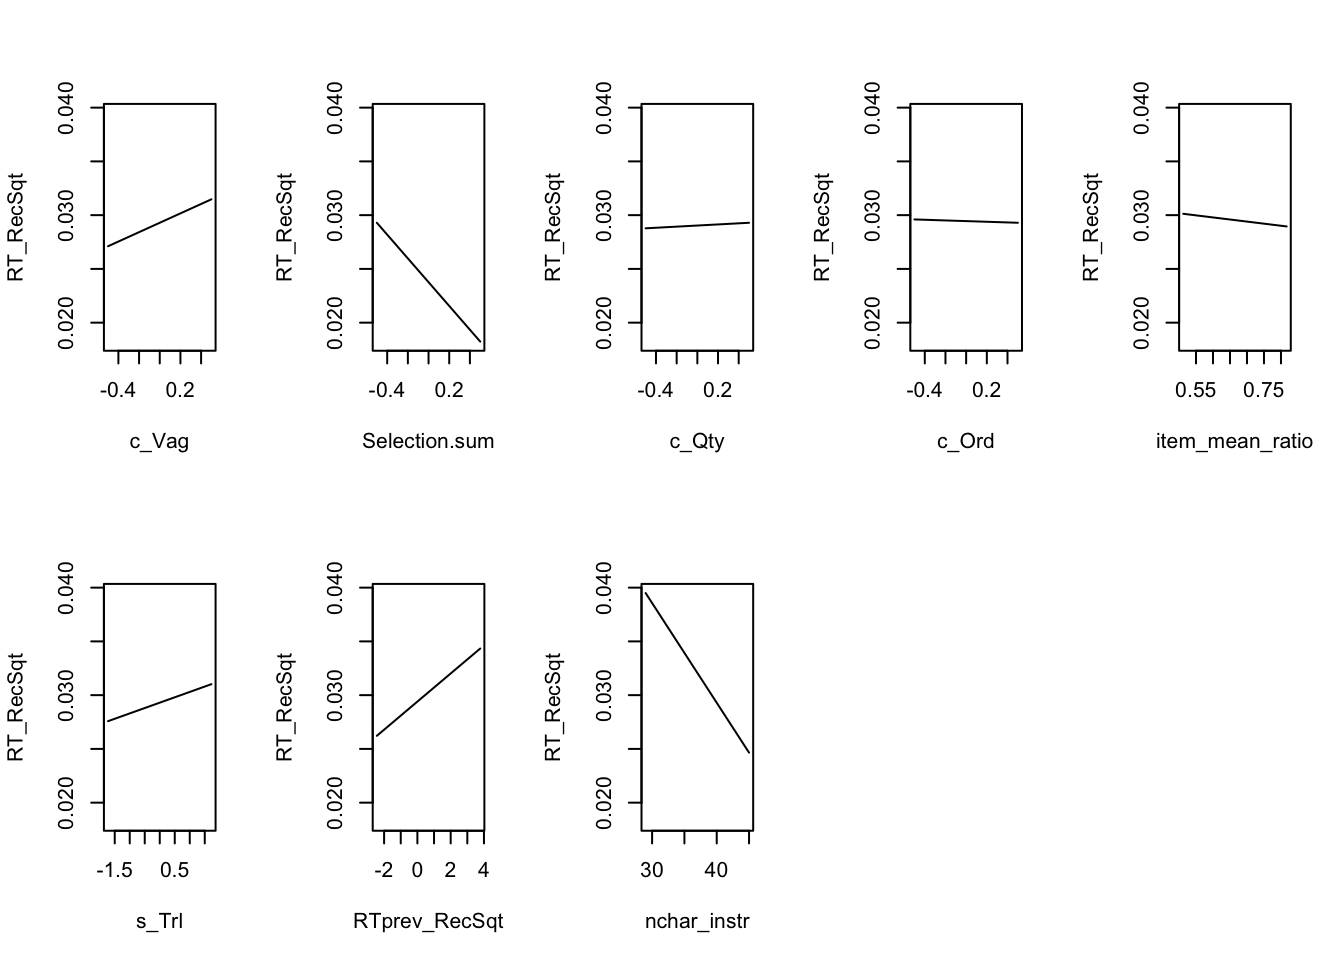 RT_RecSqt
0.020 0.030 0.040
-0.4 0.2
c_Vag
RT_RecSqt
0.020 0.030 0.040
-0.4 0.2
Selection.sum
RT_RecSqt
0.020 0.030 0.040
-0.4 0.2
c_Qty
RT_RecSqt
0.020 0.030 0.040
-0.4 0.2
c_Ord
RT_RecSqt
0.020 0.030 0.040
0.55 0.75
item_mean_ratio
RT_RecSqt
0.020 0.030 0.040
-1.5 0.5
s_Trl
RT_RecSqt
0.020 0.030 0.040
-2 0 2 4
RTprev_RecSqt
RT_RecSqt
0.020 0.030 0.040
30 40
nchar_instr